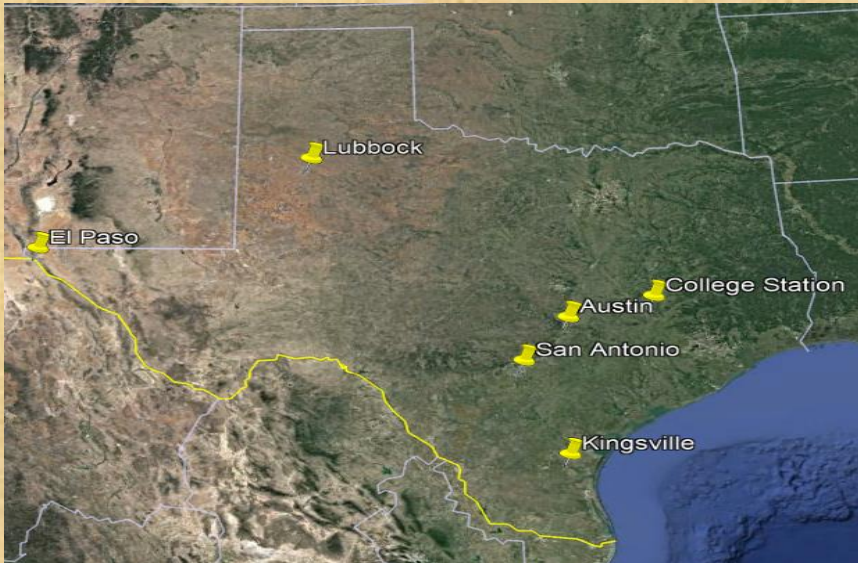 Lubbock
El Paso
College Station
Austin
San Antonio
Kingsville